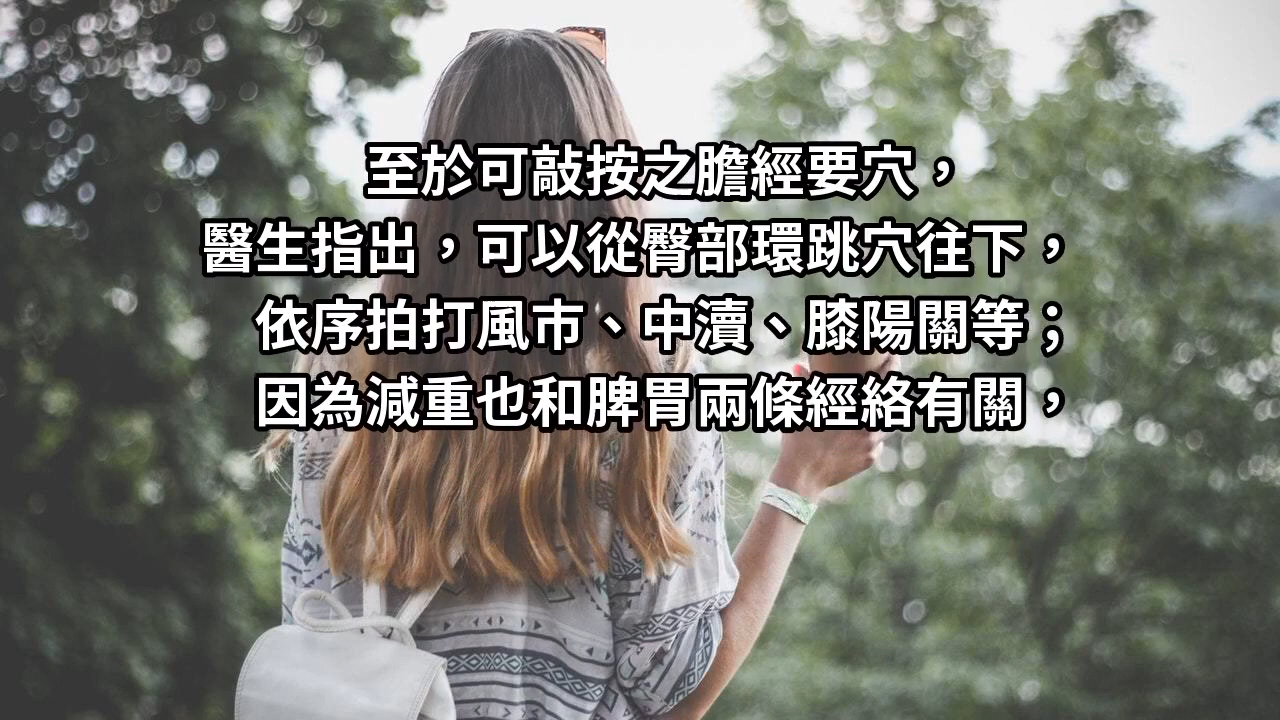 至於可敲按之膽經要穴，
醫生指出，可以從臀部環跳穴往下，
依序拍打風市、中瀆、膝陽關等；
因為減重也和脾胃兩條經絡有關，